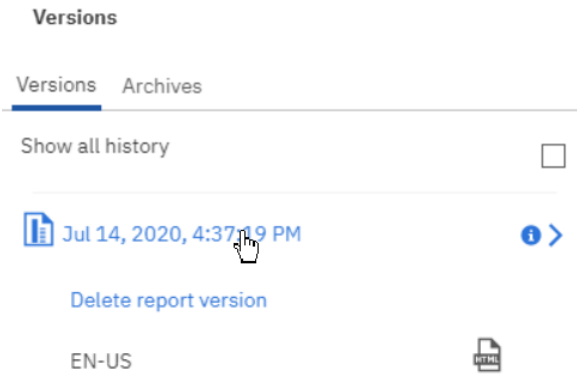 Versions
Versions Archives
Show all history
Jul 14, 2020, 4:37:19 PM
Delete report version
EN-US
HTML